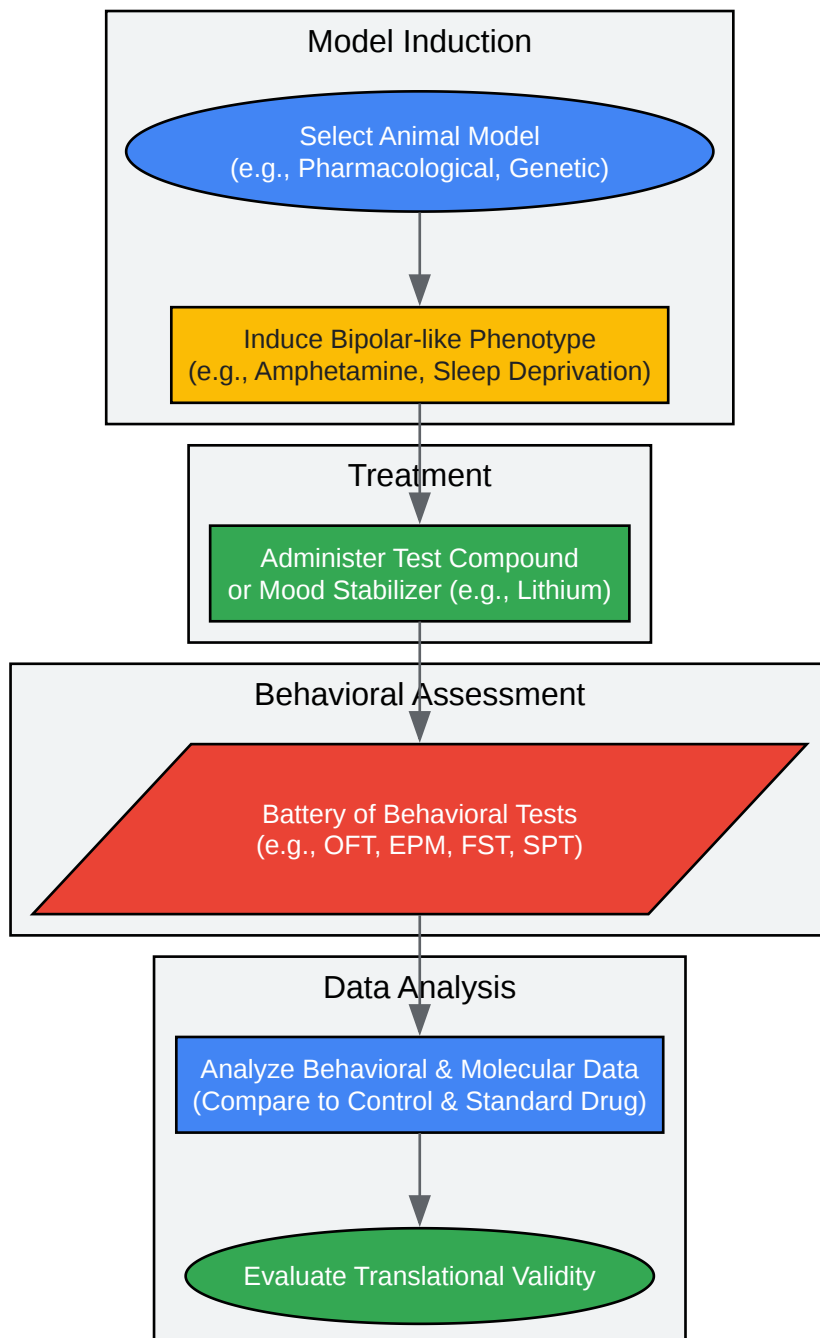 Model Induction
Select Animal Model
(e.g., Pharmacological, Genetic)
Induce Bipolar-like Phenotype
(e.g., Amphetamine, Sleep Deprivation)
Treatment
Administer Test Compound
or Mood Stabilizer (e.g., Lithium)
Behavioral Assessment
Battery of Behavioral Tests
(e.g., OFT, EPM, FST, SPT)
Data Analysis
Analyze Behavioral & Molecular Data
(Compare to Control & Standard Drug)
Evaluate Translational Validity